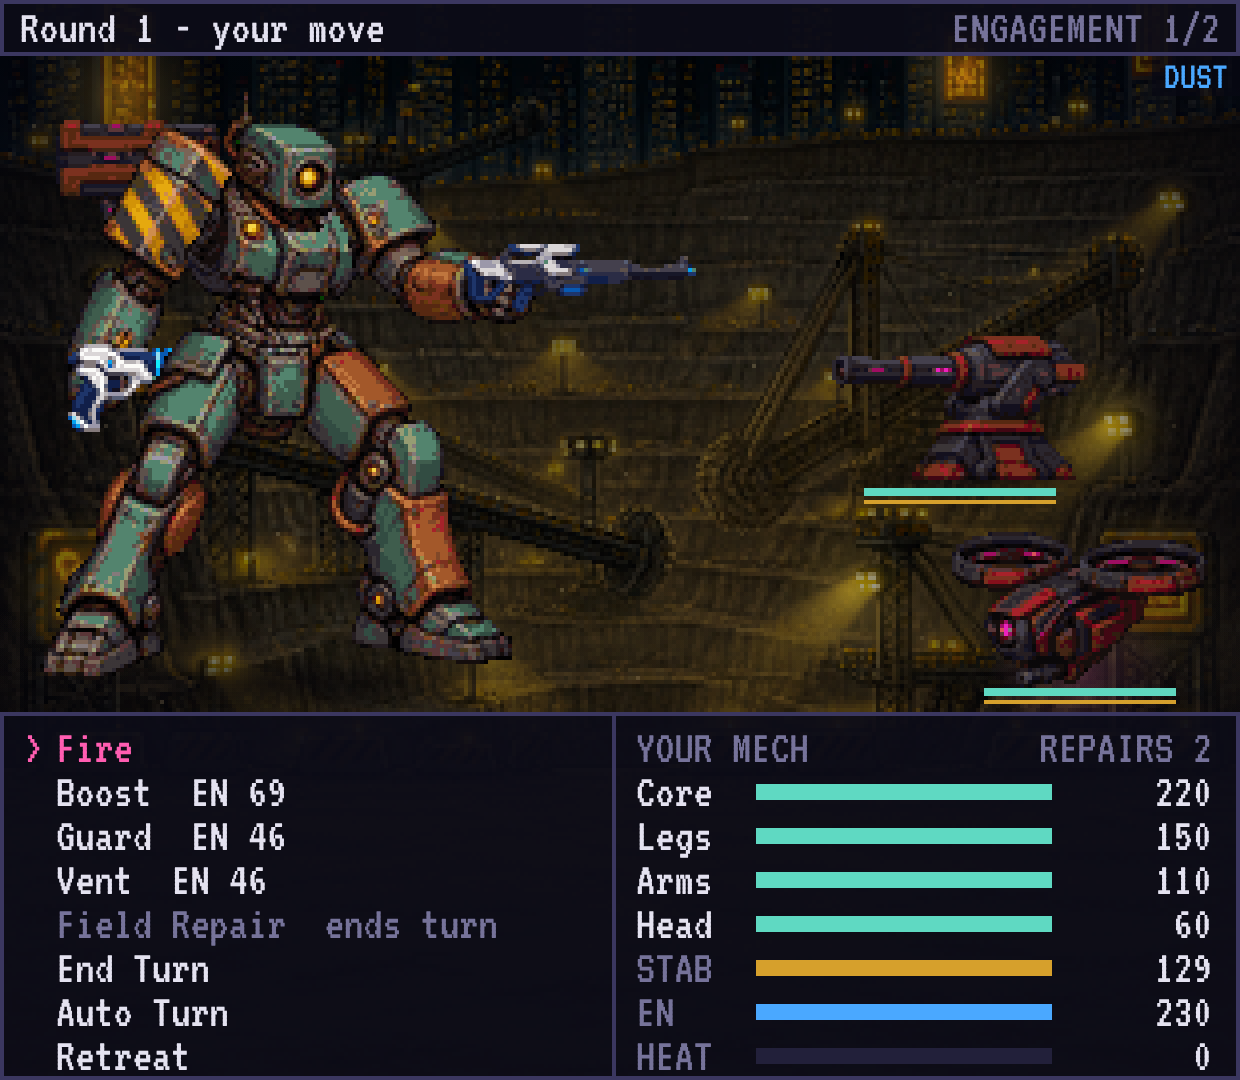 Round 1 - your move
ENGAGEMENT 1/2
DUST
> Fire
Boost EN 69
Guard EN 46
Vent EN 46
Field Repair ends turn
End Turn
Auto Turn
Retreat
YOUR MECH REPAIRS 2
Core 220
Legs 150
Arms 110
Head 60
STAB 129
EN 230
HEAT 0